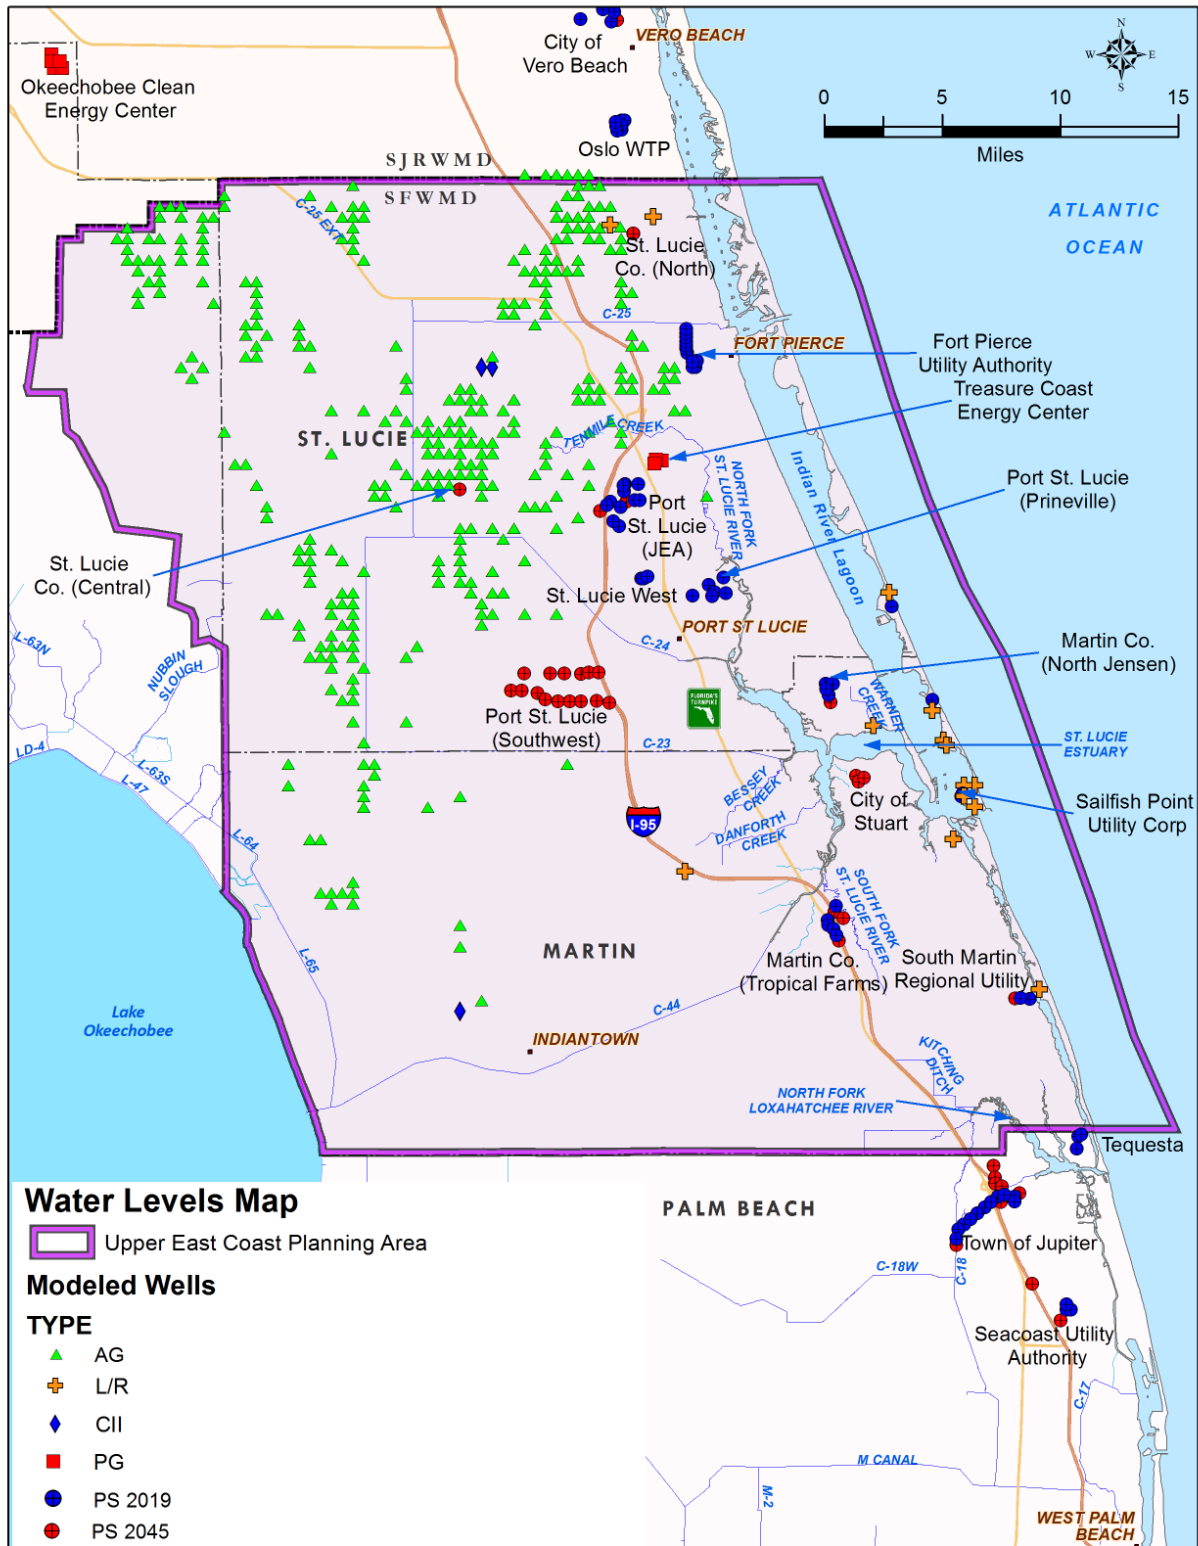 VERO BEACH
City of
Vero Beach
N
W
E
S
0
5
10
15
Miles
Okeechobee Clean
Energy Center
Oslo WTP
SJRWMD
SFWMD
C-25 EXT
ATLANTIC
OCEAN
St. Lucie
Co. (North)
C-25
FORT PIERCE
Fort Pierce
Utility Authority
Treasure Coast
Energy Center
ST. LUCIE
TENMILE CREEK
NORTH FORK
ST. LUCIE RIVER
Indian River Lagoon
Port St. Lucie
(Prineville)
Port
St. Lucie
(JEA)
St. Lucie
Co. (Central)
St. Lucie West
PORT ST LUCIE
C-24
L-63N
NUBBIN
SLOUGH
Martin Co.
(North Jensen)
WARNER
CREEK
FLORIDA'S
TURNPIKE
Port St. Lucie
(Southwest)
C-23
ST. LUCIE
ESTUARY
LD-4
L-63S
L-47
BESSEY
CREEK
City of
Stuart
Sailfish Point
Utility Corp
I-95
DANFORTH
CREEK
L-64
SOUTH FORK
ST. LUCIE RIVER
MARTIN
L-65
Martin Co.
(Tropical Farms)
South Martin
Regional Utility
C-44
Lake
Okeechobee
INDIANTOWN
KITCHING
DITCH
NORTH FORK
LOXAHATCHEE RIVER
Tequesta
PALM BEACH
Town of Jupiter
C-18W
C-18
Seacoast Utility
Authority
C-17
M CANAL
M-2
WEST PALM
BEACH
Water Levels Map
Upper East Coast Planning Area
Modeled Wells
TYPE
AG
L/R
CII
PG
PS 2019
PS 2045